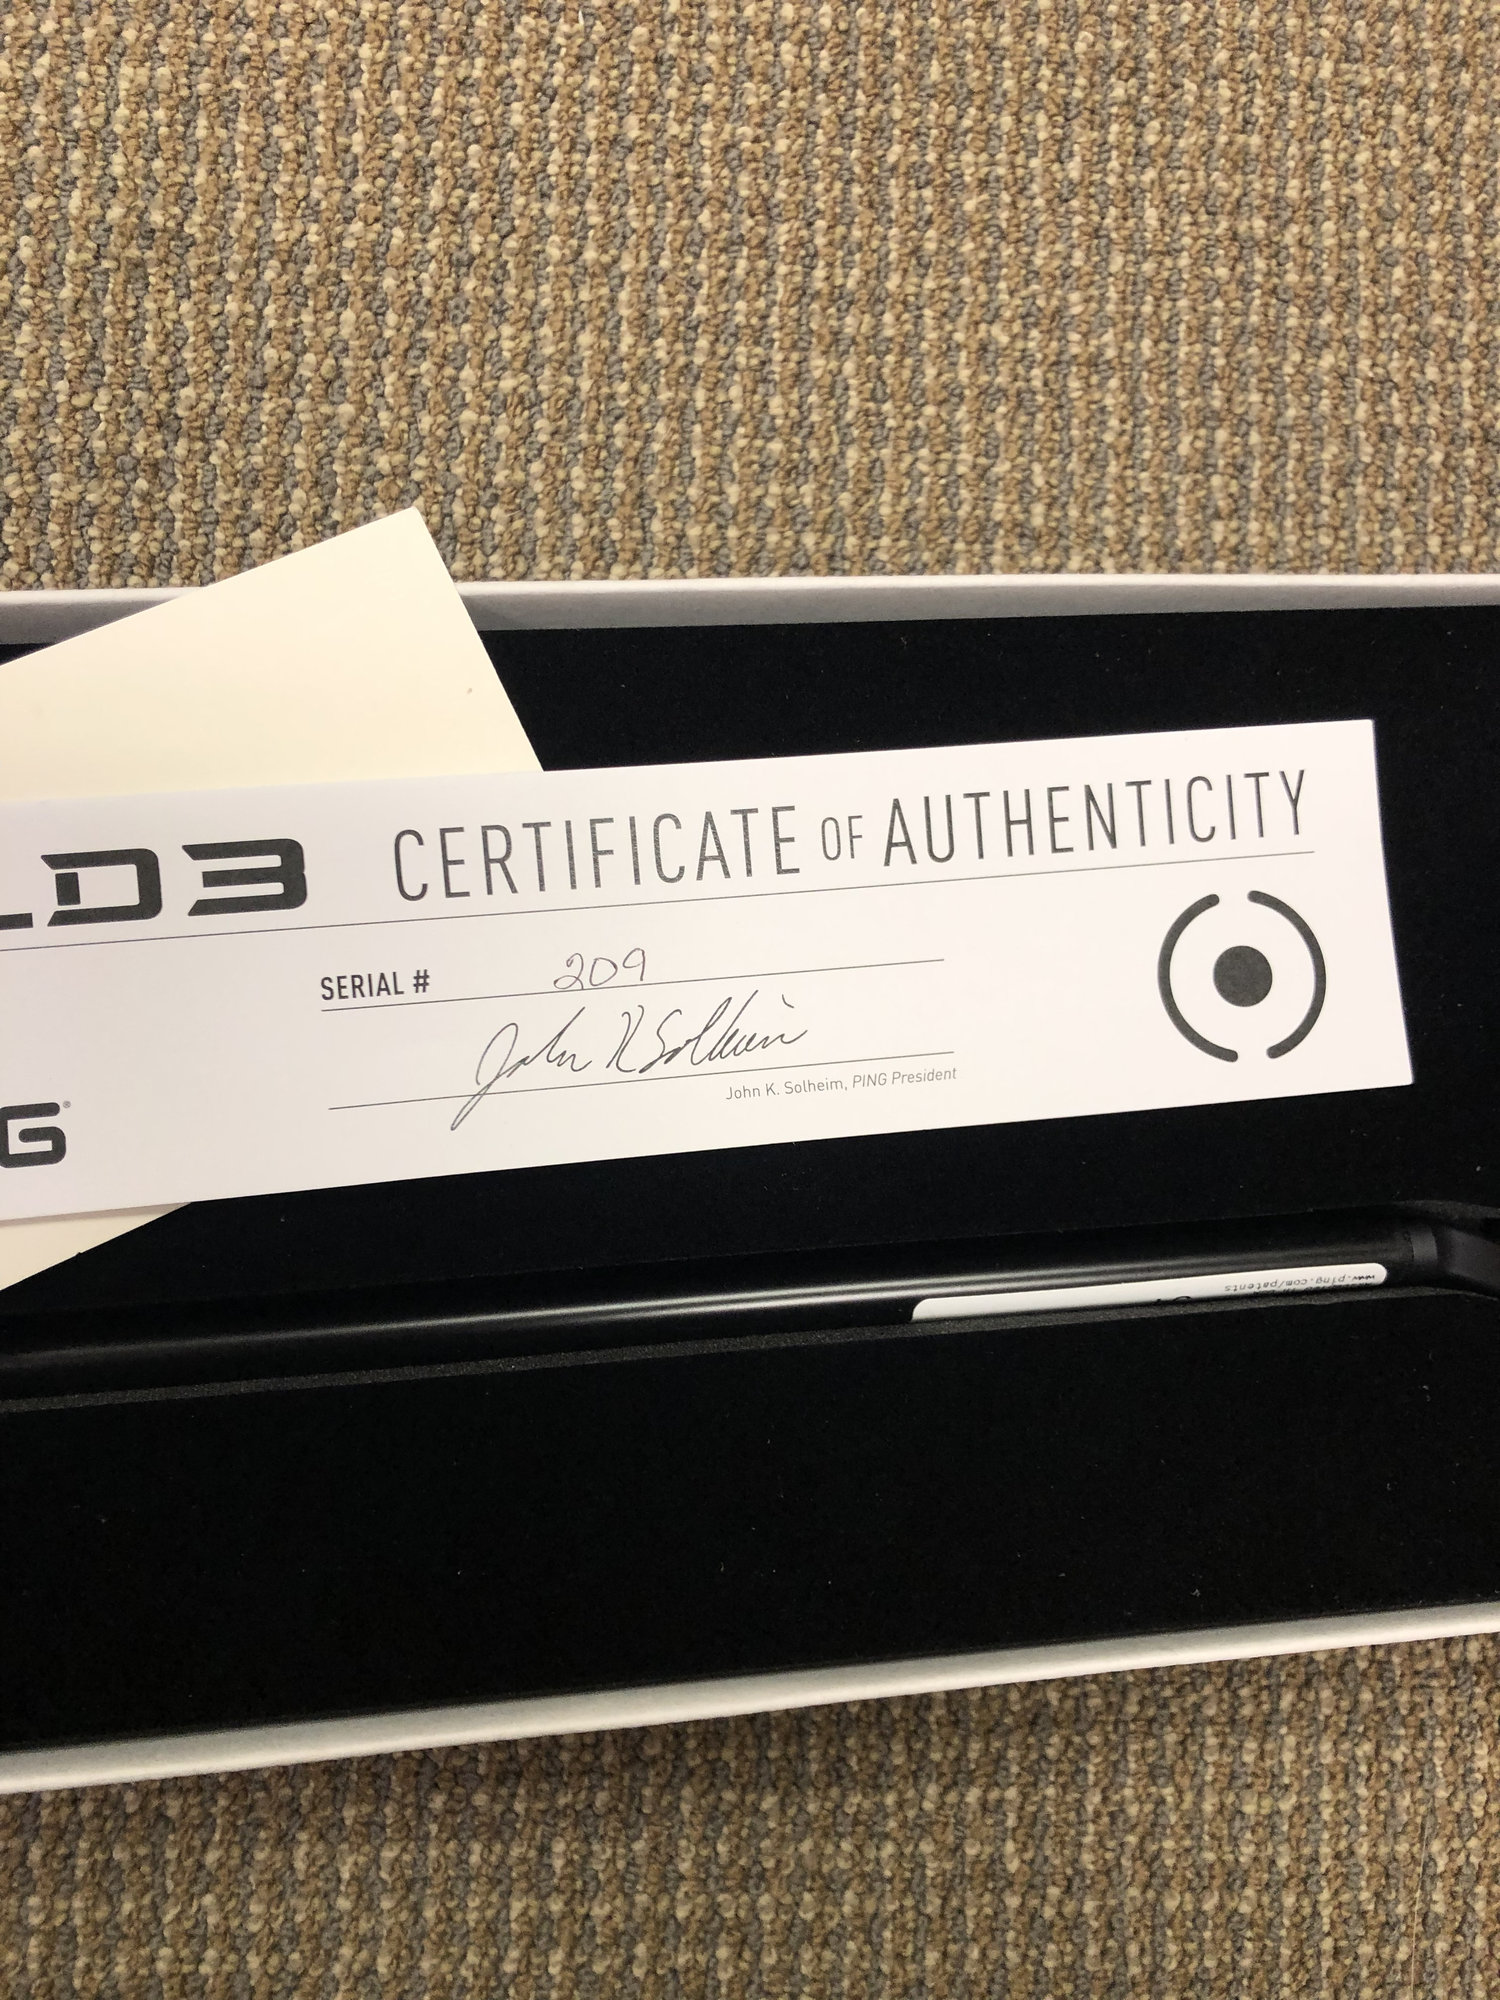 LD3 CERTIFICATE OF AUTHENTICITY
SERIAL # 209
John K Solheim
John K. Solheim, PING President
G®
www.ping.com/patents